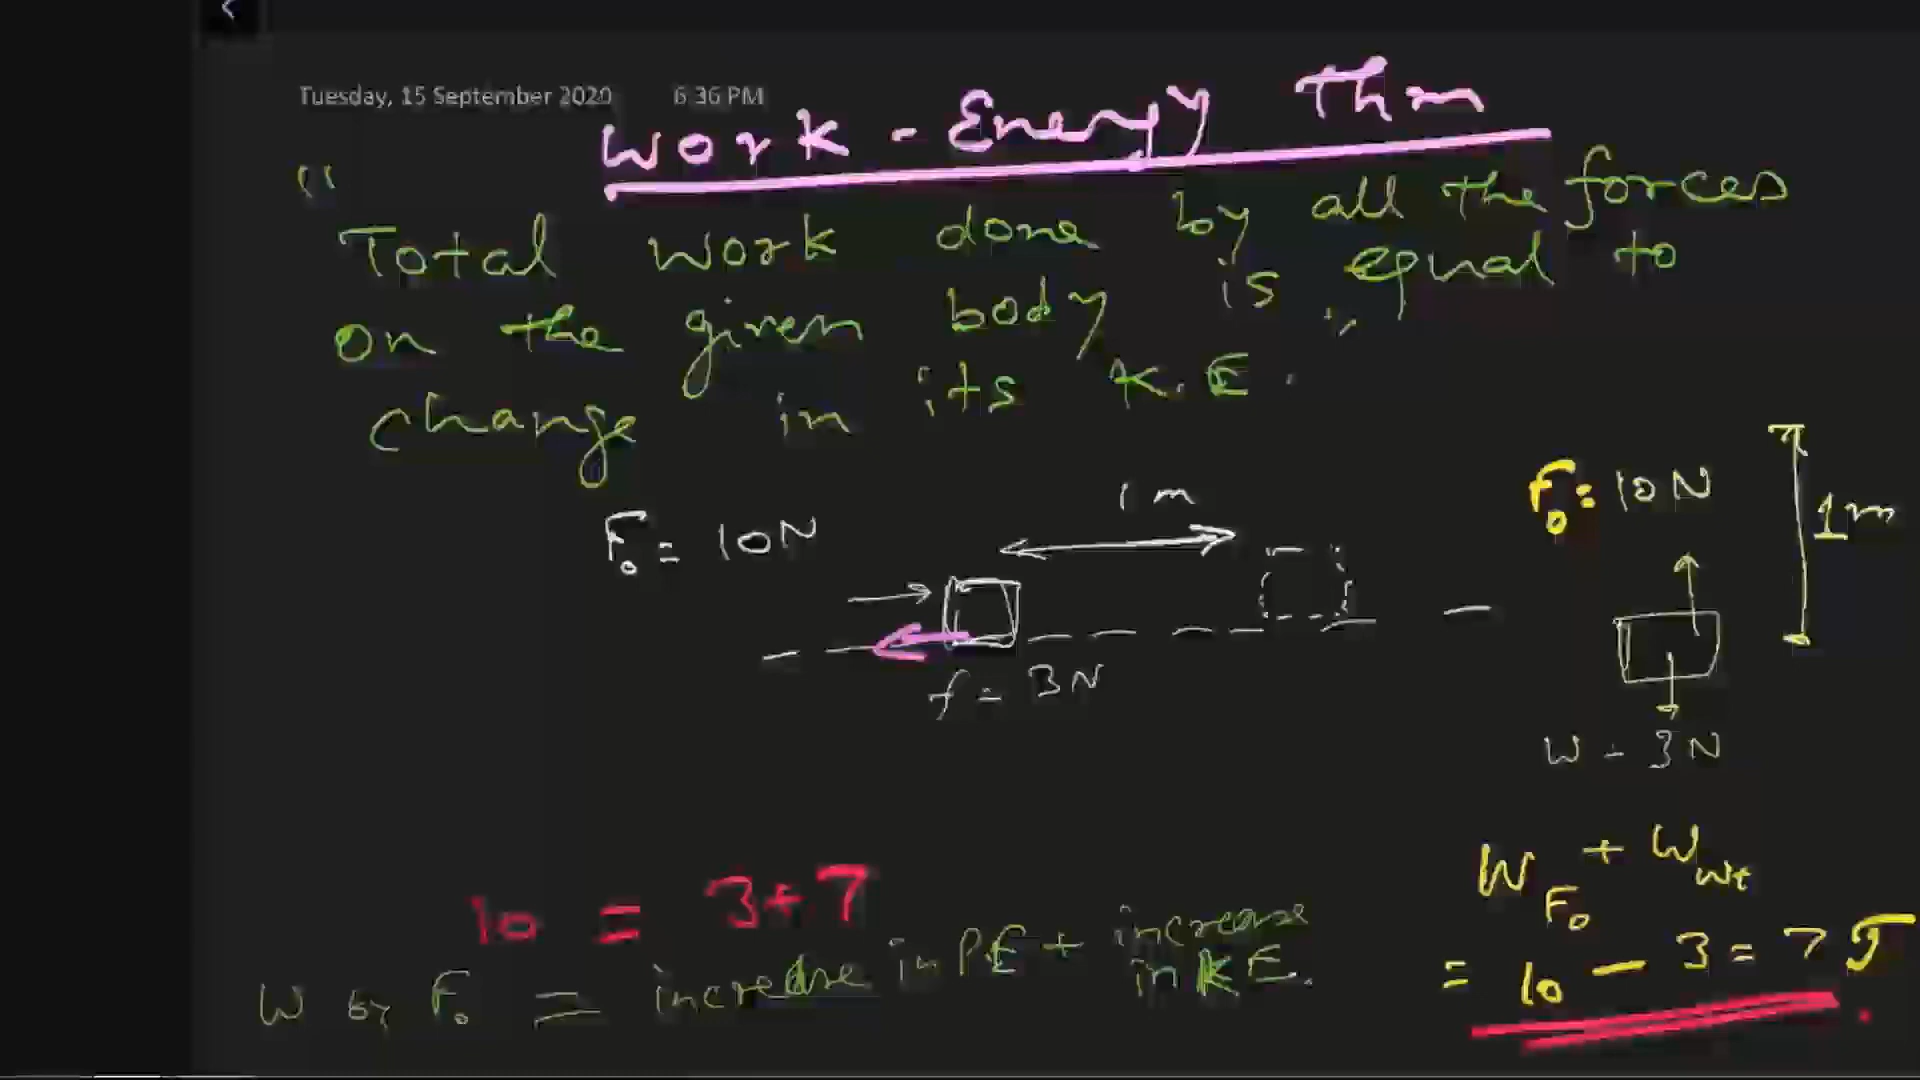 Tuesday, 15 September 2020 6:36 PM
Work - Energy Thm
"Total work done by all the forces
on the given body is equal to
change in its K.E."
F₀ = 10N
1 m
f = 3N
F₀ = 10N
1m
W = 3N
W_F₀ + W_wt
= 10 - 3 = 7 J
10 = 3+7
W by F₀ = increase in PE + increase
in KE.